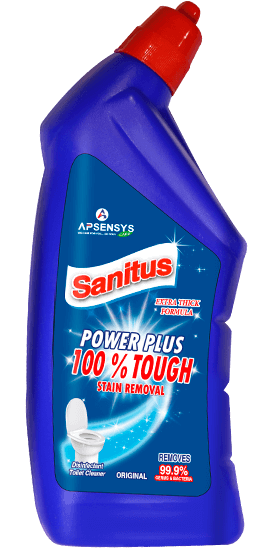 APSENSYS
Sanitus
EXTRA THICK
FORMULA
POWER PLUS
100 % TOUGH
STAIN REMOVAL
Disinfectant
Toilet Cleaner
ORIGINAL
REMOVES
99.9%
GERMS & BACTERIA